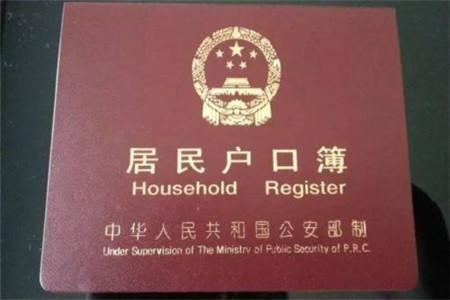 居民户口簿
Household Register
中华人民共和国公安部制
Under Supervision of The Ministry of Public Security of P.R.C.